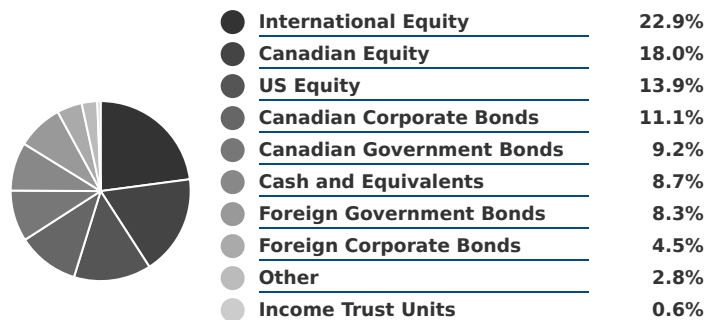 International Equity 22.9%
Canadian Equity 18.0%
US Equity 13.9%
Canadian Corporate Bonds 11.1%
Canadian Government Bonds 9.2%
Cash and Equivalents 8.7%
Foreign Government Bonds 8.3%
Foreign Corporate Bonds 4.5%
Other 2.8%
Income Trust Units 0.6%